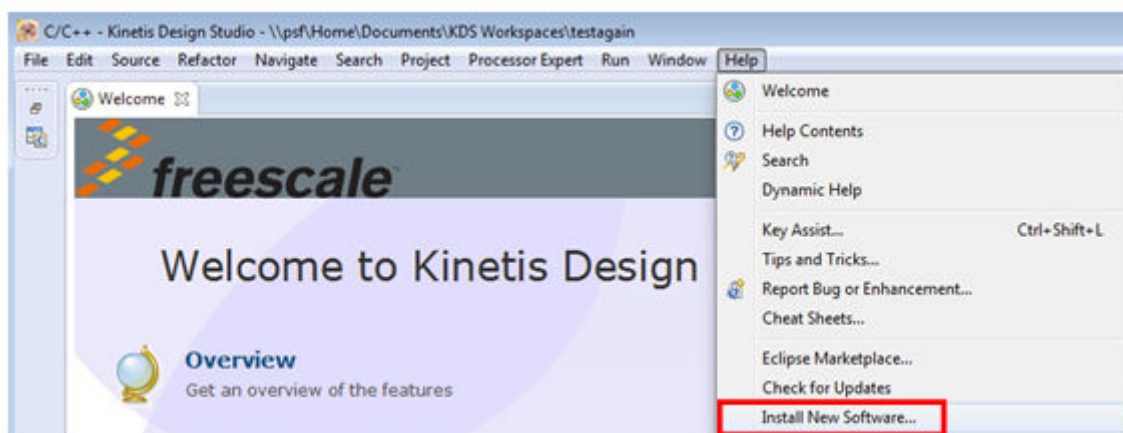 C/C++ - Kinetis Design Studio - \\psf\Home\Documents\KDS Workspaces\testagain
File Edit Source Refactor Navigate Search Project Processor Expert Run Window Help
Welcome
freescale™
Welcome to Kinetis Design
Overview
Get an overview of the features
Welcome
Help Contents
Search
Dynamic Help
Key Assist... Ctrl+Shift+L
Tips and Tricks...
Report Bug or Enhancement...
Cheat Sheets...
Eclipse Marketplace...
Check for Updates
Install New Software...